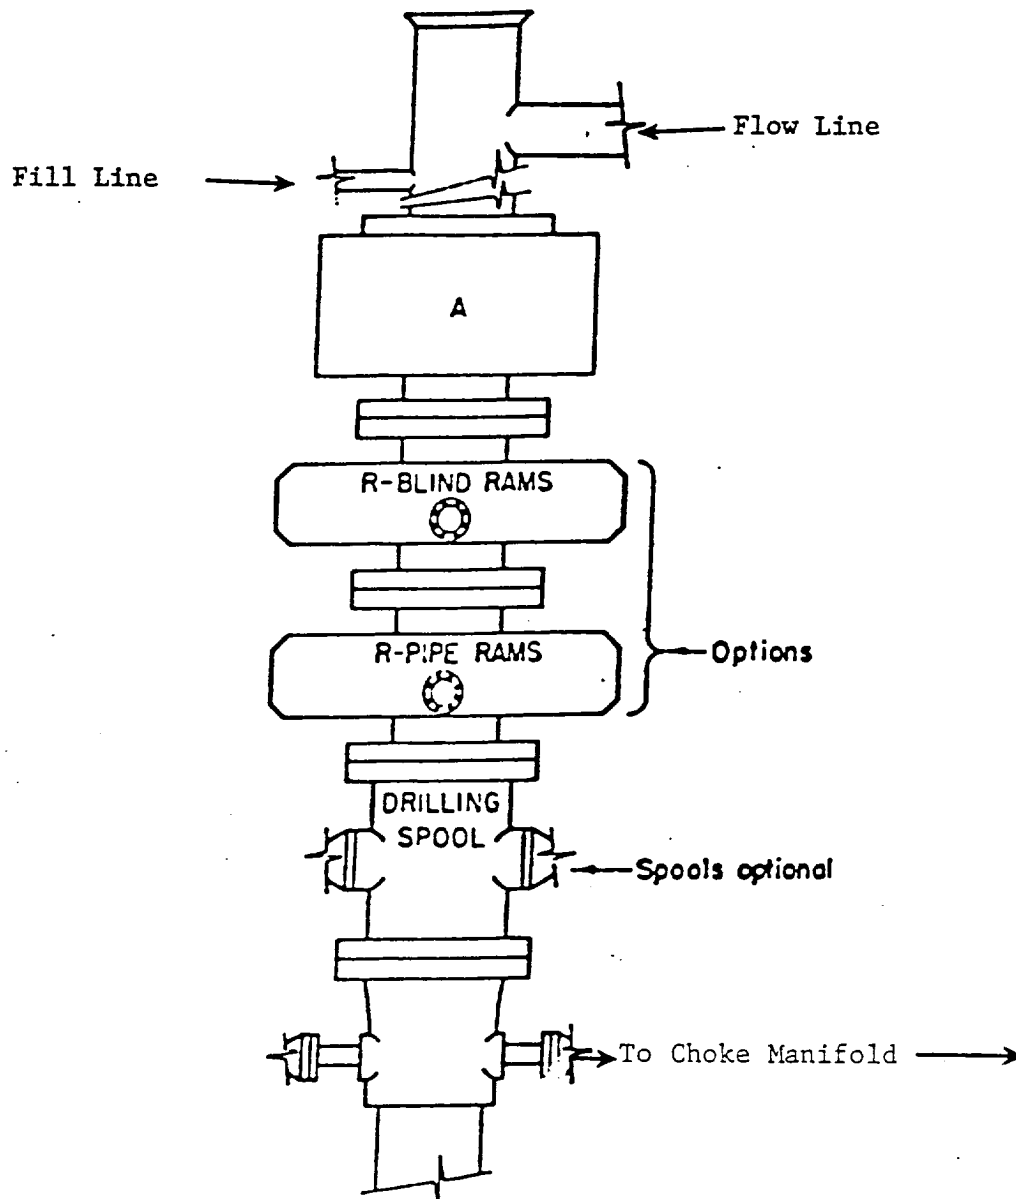 Flow Line
Fill Line
A
R-BLIND RAMS
R-PIPE RAMS
Options
DRILLING
SPOOL
Spools optional
To Choke Manifold